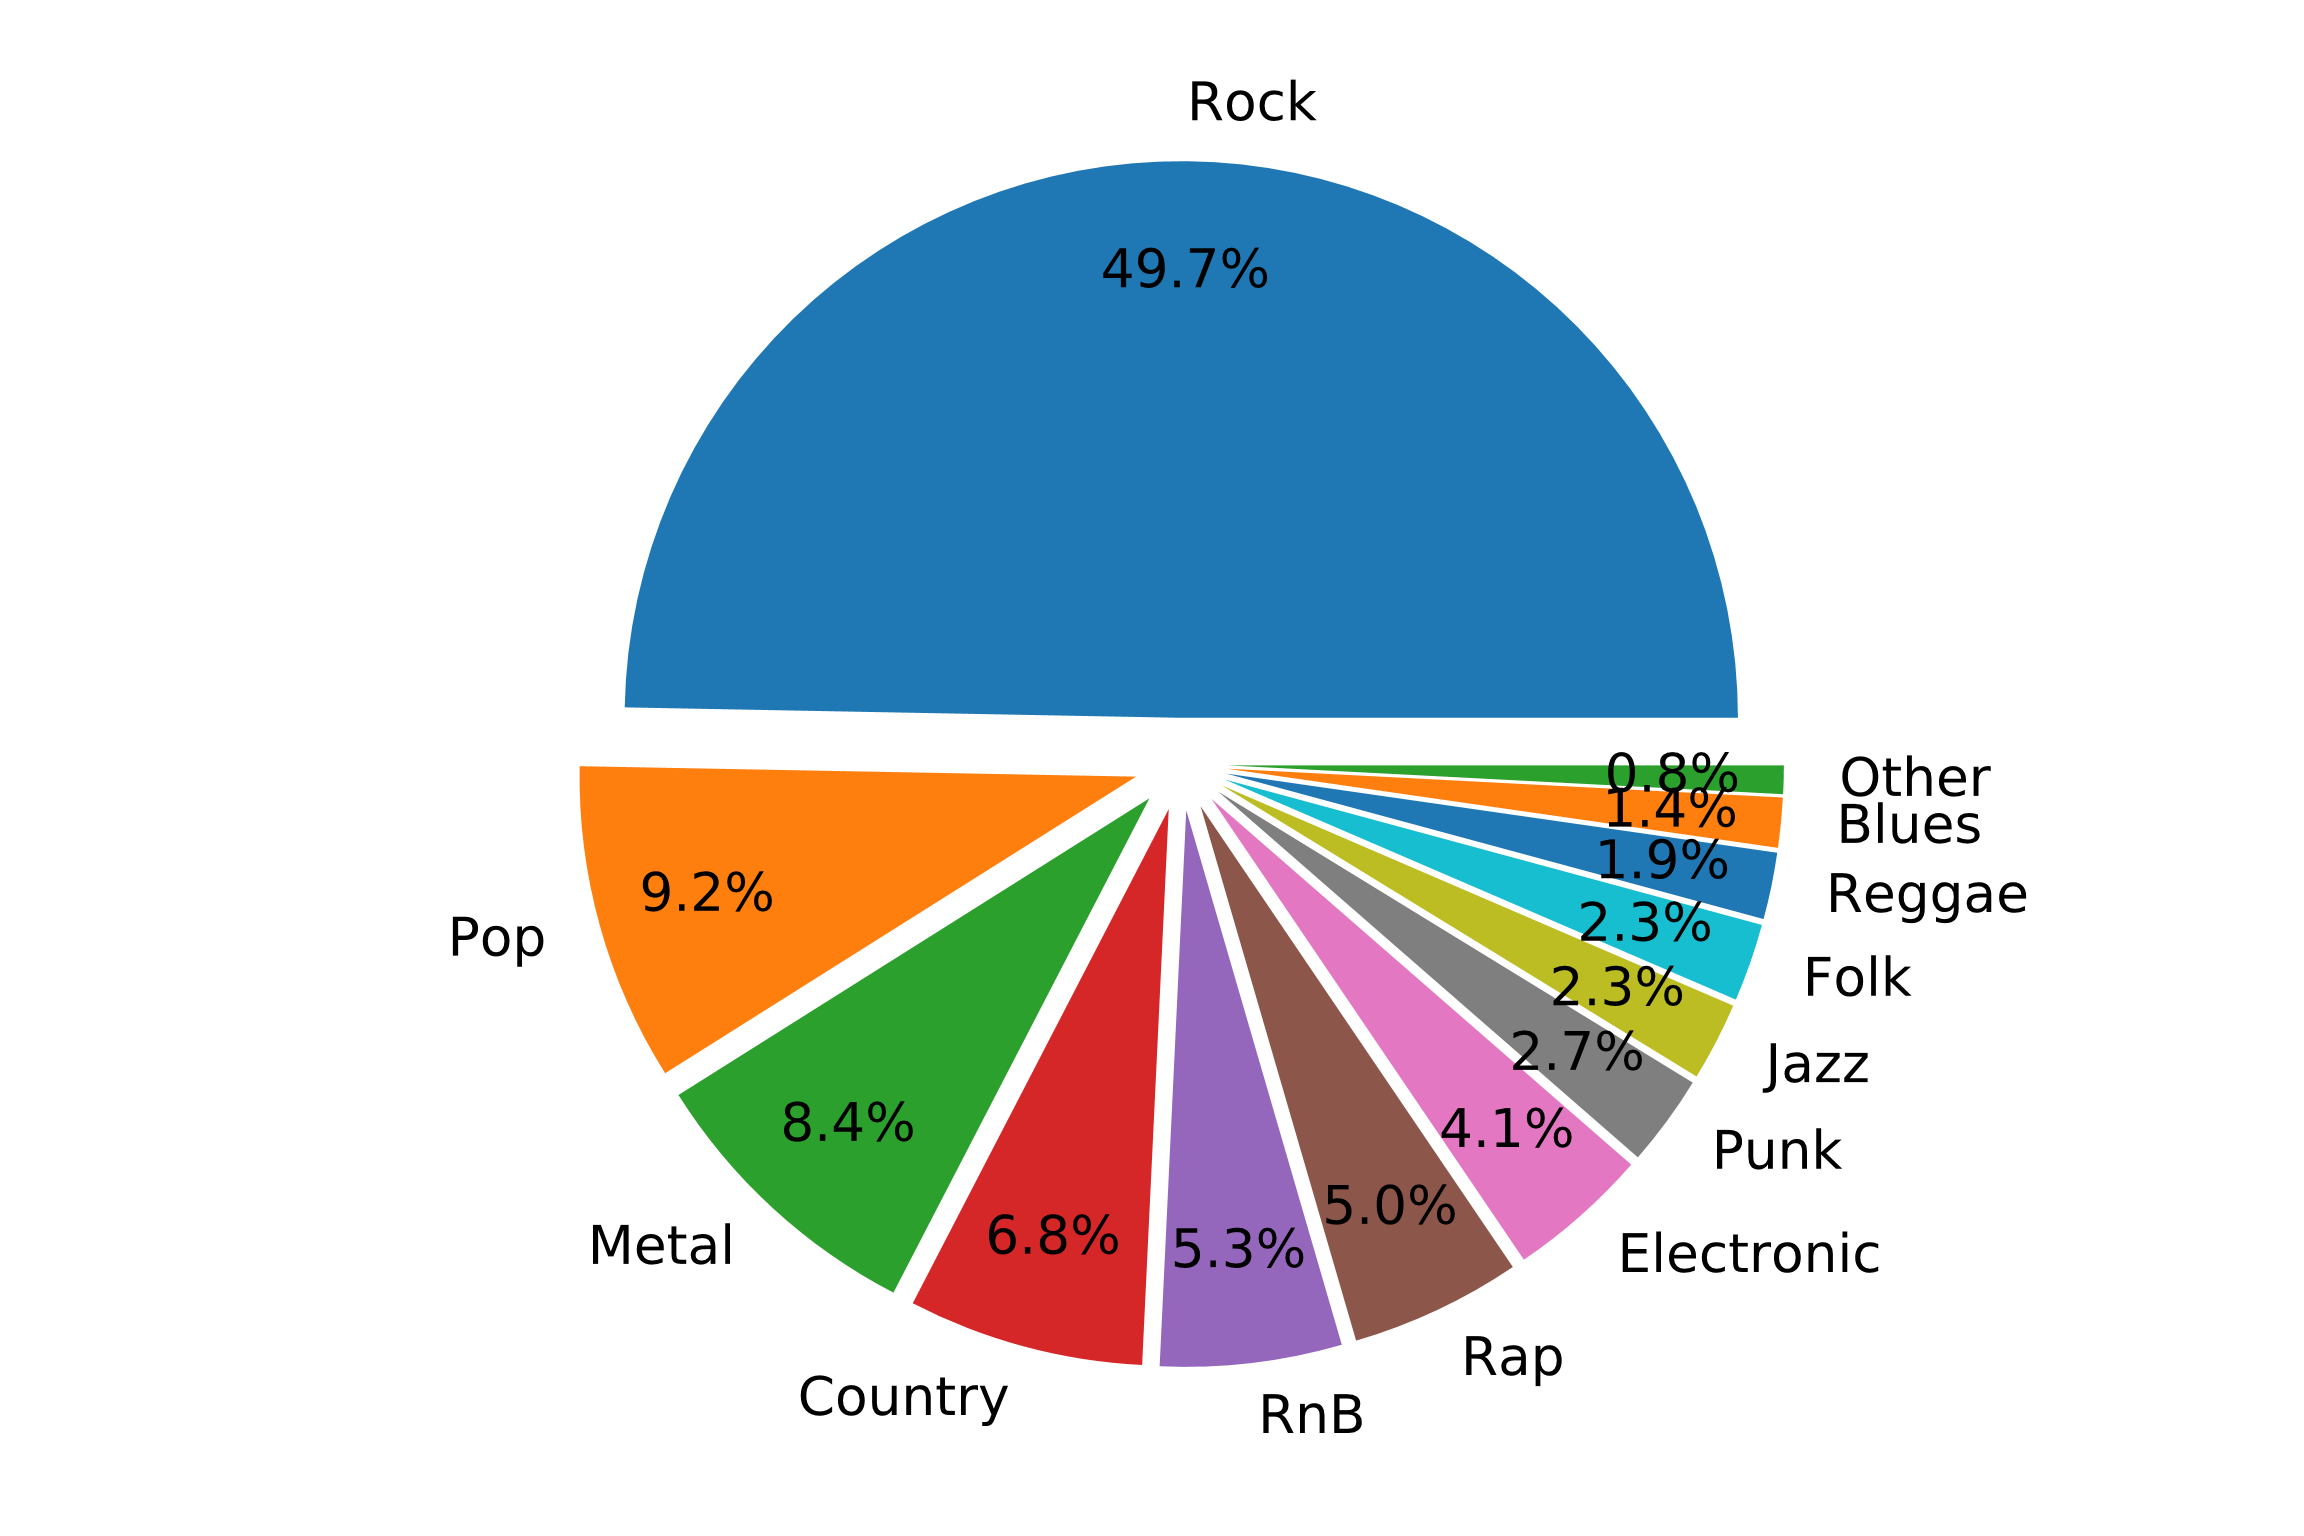 Rock
49.7%
0.8%
Other
1.4%
Blues
1.9%
Reggae
9.2%
Pop
2.3%
Folk
2.3%
Jazz
2.7%
Punk
8.4%
4.1%
Metal
Electronic
6.8%
5.3%
5.0%
Rap
Country
RnB